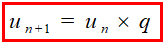 u n+1 = u n × q